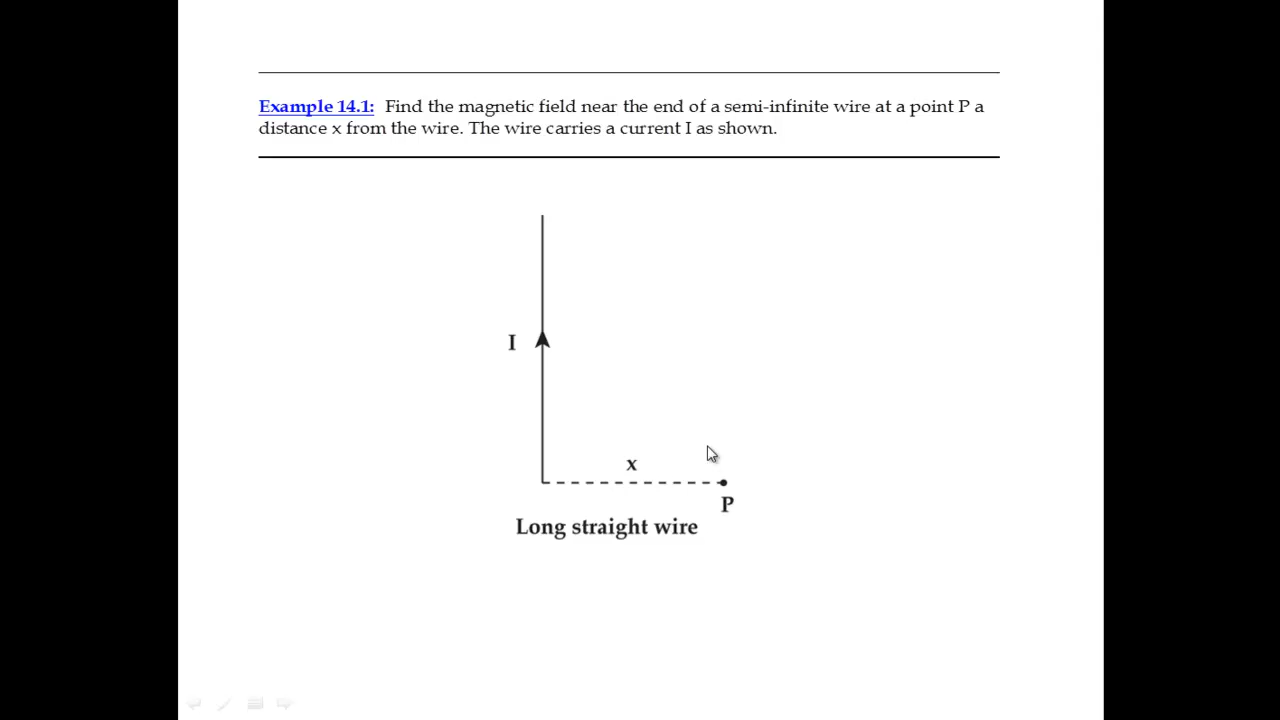 Example 14.1: Find the magnetic field near the end of a semi-infinite wire at a point P a
distance x from the wire. The wire carries a current I as shown.
I
x
P
Long straight wire